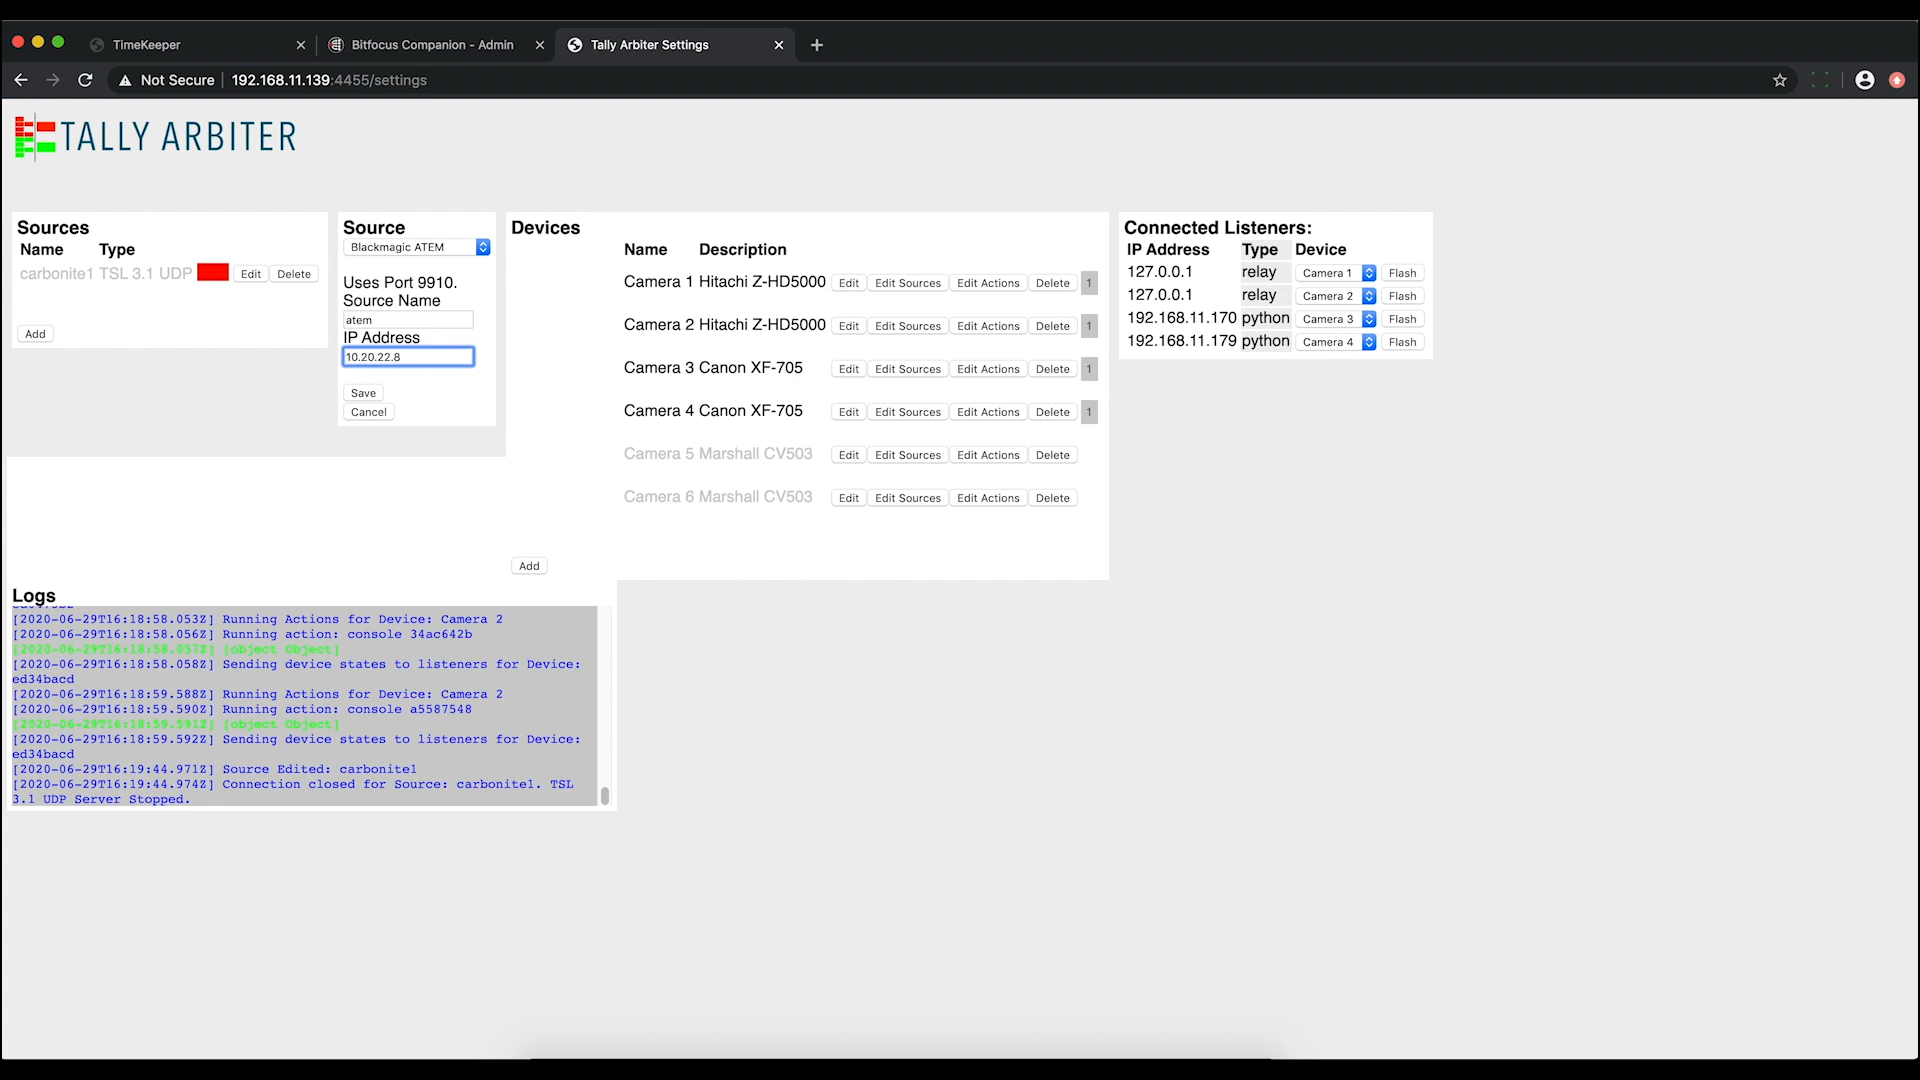 TimeKeeper
Bitfocus Companion - Admin
Tally Arbiter Settings
Not Secure
192.168.11.139:4455/settings
TALLY ARBITER
Sources
Name Type
carbonite1 TSL 3.1 UDP Edit Delete
Add
Source
Blackmagic ATEM
Uses Port 9910.
Source Name
atem
IP Address
10.20.22.8
Save
Cancel
Devices
Name Description
Camera 1 Hitachi Z-HD5000 Edit Edit Sources Edit Actions Delete 1
Camera 2 Hitachi Z-HD5000 Edit Edit Sources Edit Actions Delete 1
Camera 3 Canon XF-705 Edit Edit Sources Edit Actions Delete 1
Camera 4 Canon XF-705 Edit Edit Sources Edit Actions Delete 1
Camera 5 Marshall CV503 Edit Edit Sources Edit Actions Delete
Camera 6 Marshall CV503 Edit Edit Sources Edit Actions Delete
Add
Connected Listeners:
IP Address Type Device
127.0.0.1 relay Camera 1 Flash
127.0.0.1 relay Camera 2 Flash
192.168.11.170 python Camera 3 Flash
192.168.11.179 python Camera 4 Flash
Logs
[2020-06-29T16:18:58.053Z] Running Actions for Device: Camera 2
[2020-06-29T16:18:58.056Z] Running action: console 34ac642b
[2020-06-29T16:18:58.057Z] [object Object]
[2020-06-29T16:18:58.058Z] Sending device states to listeners for Device:
ed34bacd
[2020-06-29T16:18:59.588Z] Running Actions for Device: Camera 2
[2020-06-29T16:18:59.590Z] Running action: console a5587548
[2020-06-29T16:18:59.591Z] [object Object]
[2020-06-29T16:18:59.592Z] Sending device states to listeners for Device:
ed34bacd
[2020-06-29T16:19:44.971Z] Source Edited: carbonite1
[2020-06-29T16:19:44.974Z] Connection closed for Source: carbonite1. TSL
3.1 UDP Server Stopped.